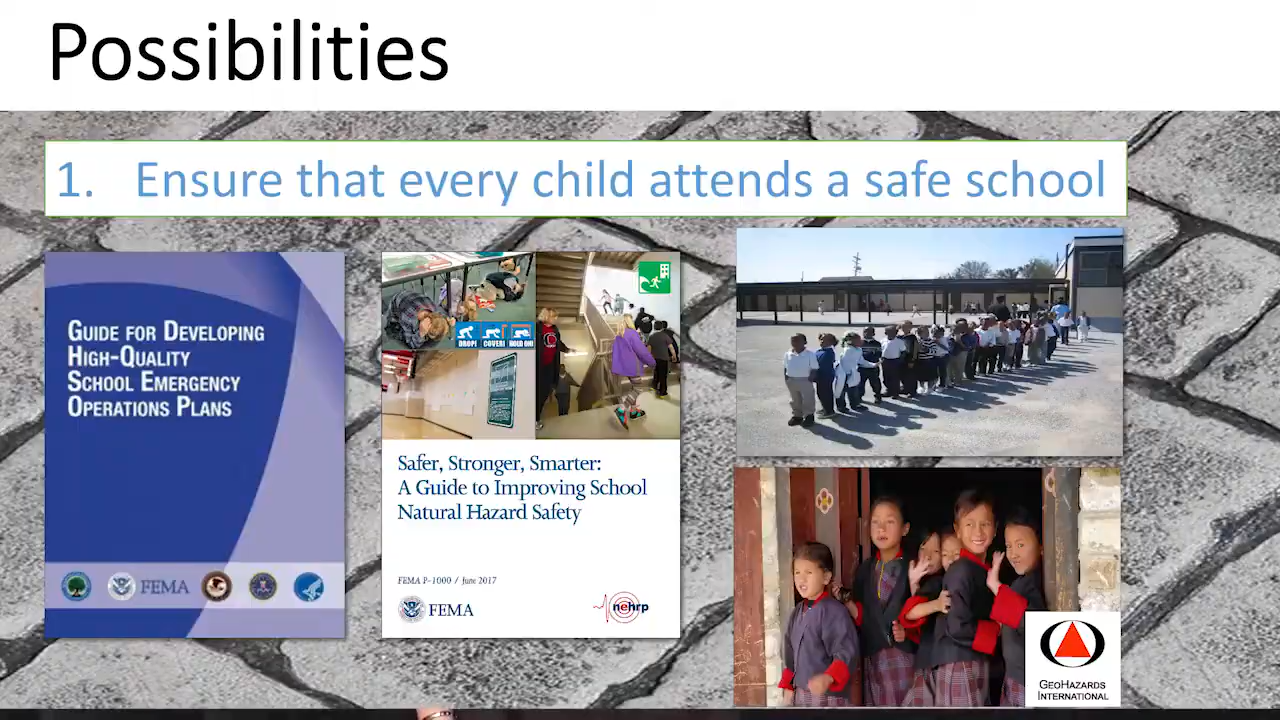 Possibilities
1. Ensure that every child attends a safe school
GUIDE FOR DEVELOPING
HIGH-QUALITY
SCHOOL EMERGENCY
OPERATIONS PLANS
FEMA
DROP! COVER! HOLD ON!
Safer, Stronger, Smarter:
A Guide to Improving School
Natural Hazard Safety
FEMA P-1000 / June 2017
FEMA
nehrp
GEOHAZARDS
INTERNATIONAL